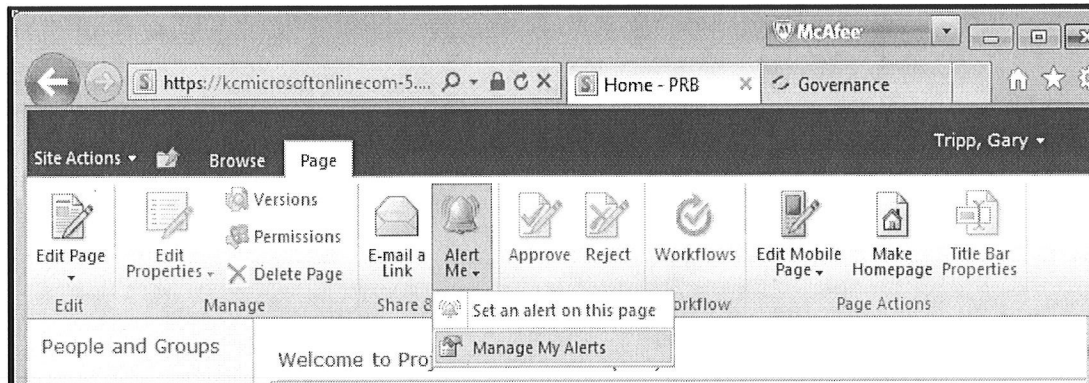 McAfee
https://kcmicrosoftonlinecom-5....
Home - PRB
Governance
Tripp, Gary
Site Actions
Browse
Page
Edit Page
Edit Properties
Versions
Permissions
Delete Page
E-mail a Link
Alert Me
Approve
Reject
Workflows
Edit Mobile Page
Make Homepage
Title Bar Properties
Edit
Manage
Share &
orkflow
Page Actions
Set an alert on this page
Manage My Alerts
People and Groups
Welcome to Proj